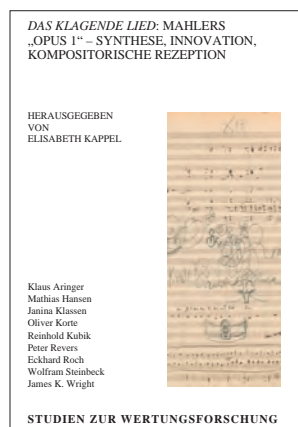 DAS KLAGENDE LIED: MAHLERS
„OPUS 1“ – SYNTHESE, INNOVATION,
KOMPOSITORISCHE REZEPTION
HERAUSGEGEBEN
VON
ELISABETH KAPPEL
Klaus Aringer
Mathias Hansen
Janina Klassen
Oliver Korte
Reinhold Kubik
Peter Revers
Eckhard Roch
Wolfram Steinbeck
James K. Wright
STUDIEN ZUR WERTUNGSFORSCHUNG